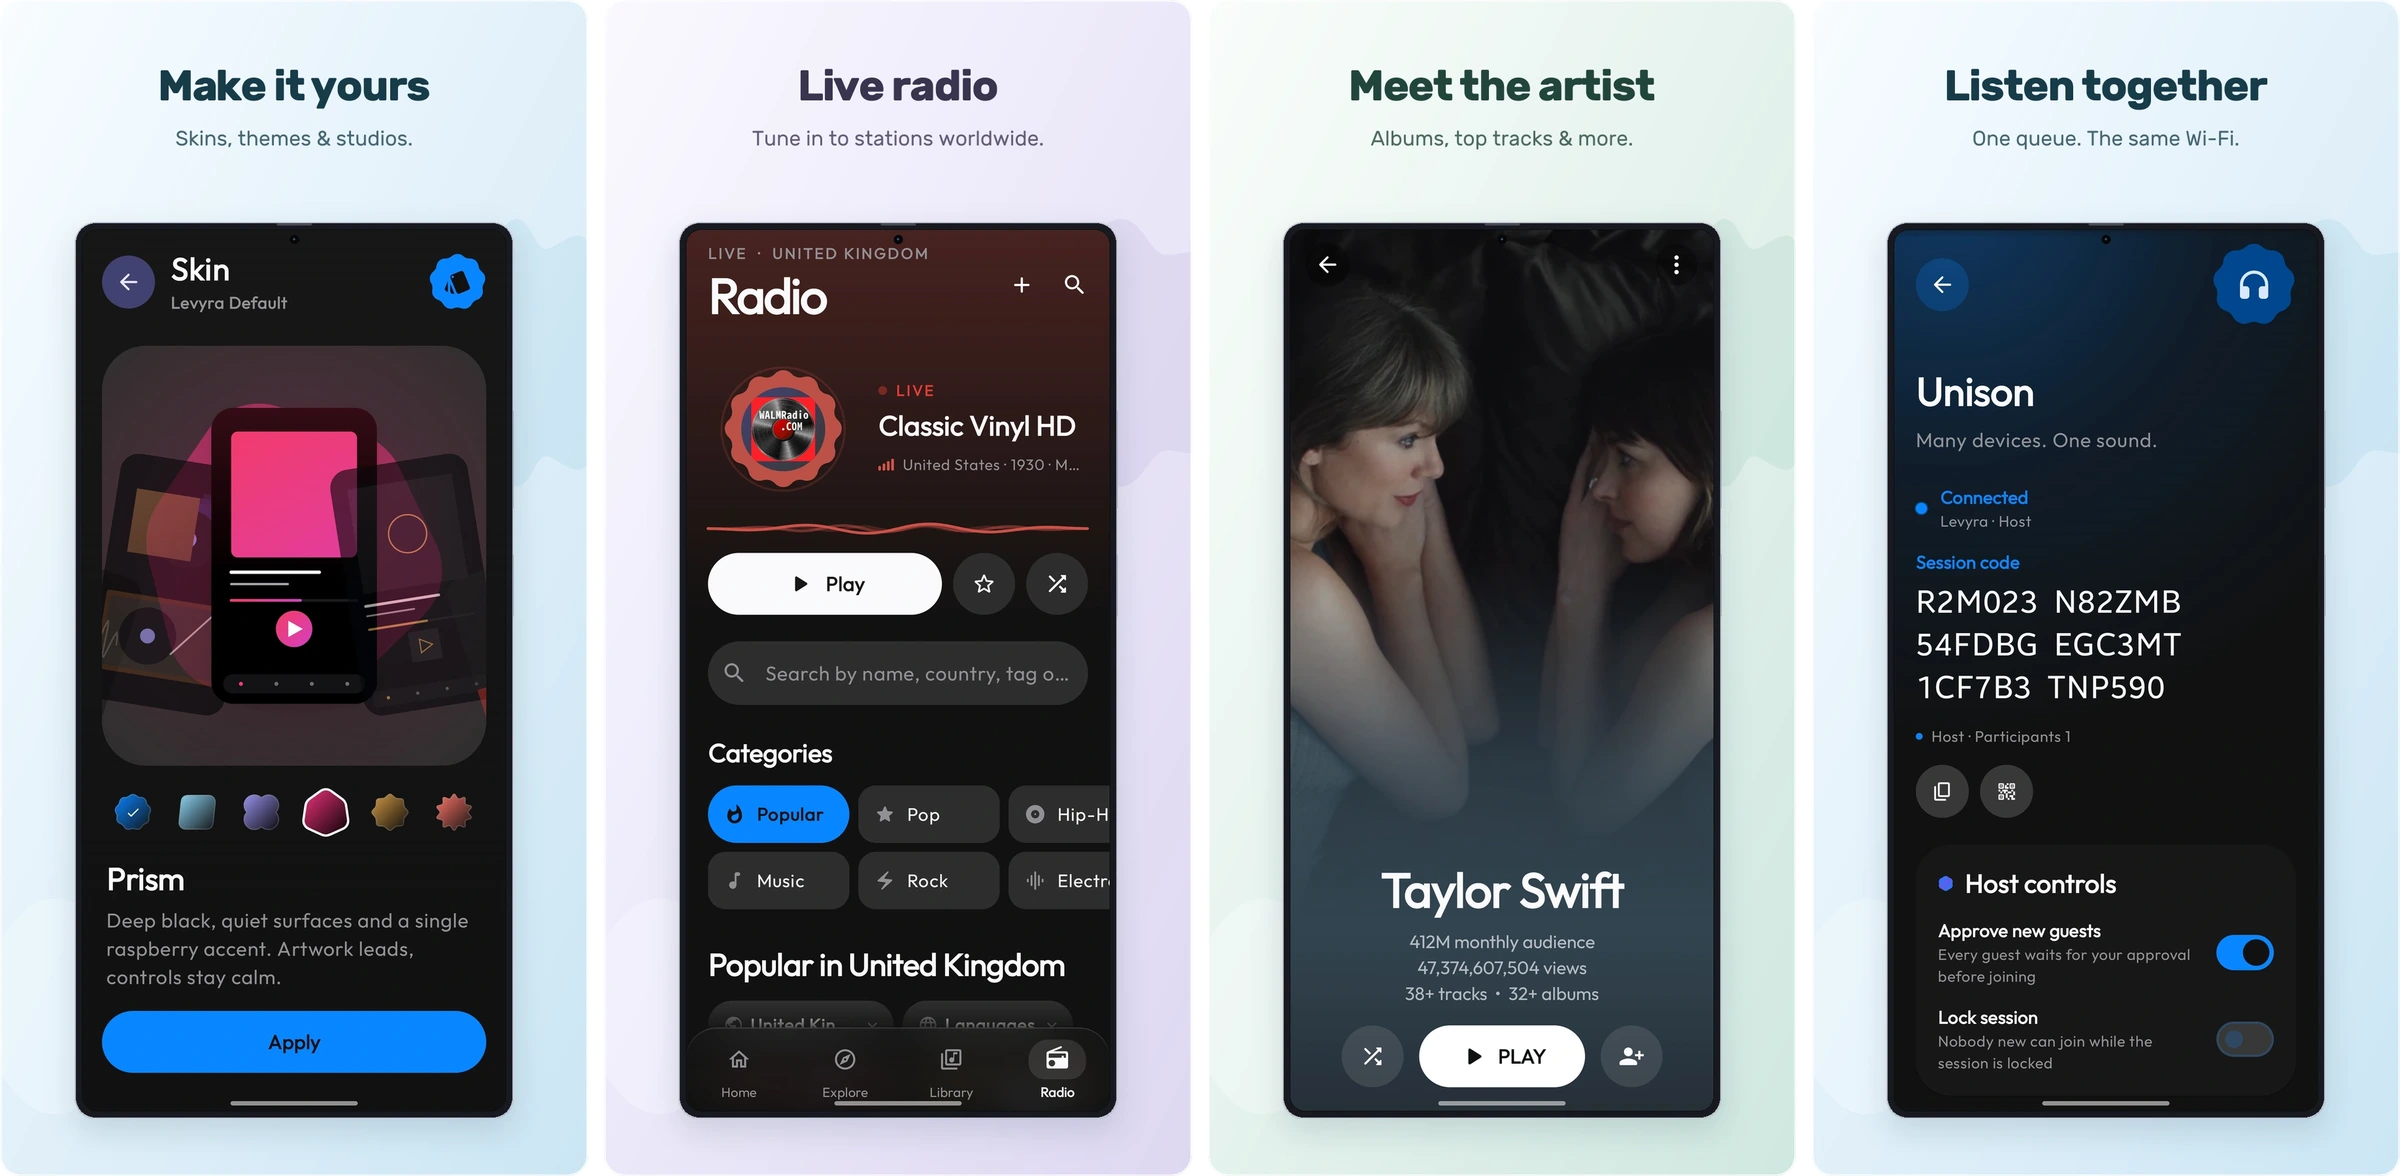 Make it yours
Skins, themes & studios.
Skin
Levyra Default
Prism
Deep black, quiet surfaces and a single
raspberry accent. Artwork leads,
controls stay calm.
Apply
Live radio
Tune in to stations worldwide.
LIVE · UNITED KINGDOM
Radio
WALMRadio
.COM
LIVE
Classic Vinyl HD
United States · 1930 · M...
Play
Search by name, country, tag o...
Categories
Popular
Pop
Hip-H
Music
Rock
Electr
Popular in United Kingdom
United Kin
Languages
Home
Explore
Library
Radio
Meet the artist
Albums, top tracks & more.
Taylor Swift
412M monthly audience
47,374,607,504 views
38+ tracks • 32+ albums
PLAY
Listen together
One queue. The same Wi-Fi.
Unison
Many devices. One sound.
Connected
Levyra · Host
Session code
R2M023 N82ZMB
54FDBG EGC3MT
1CF7B3 TNP590
Host · Participants 1
Host controls
Approve new guests
Every guest waits for your approval
before joining
Lock session
Nobody new can join while the
session is locked